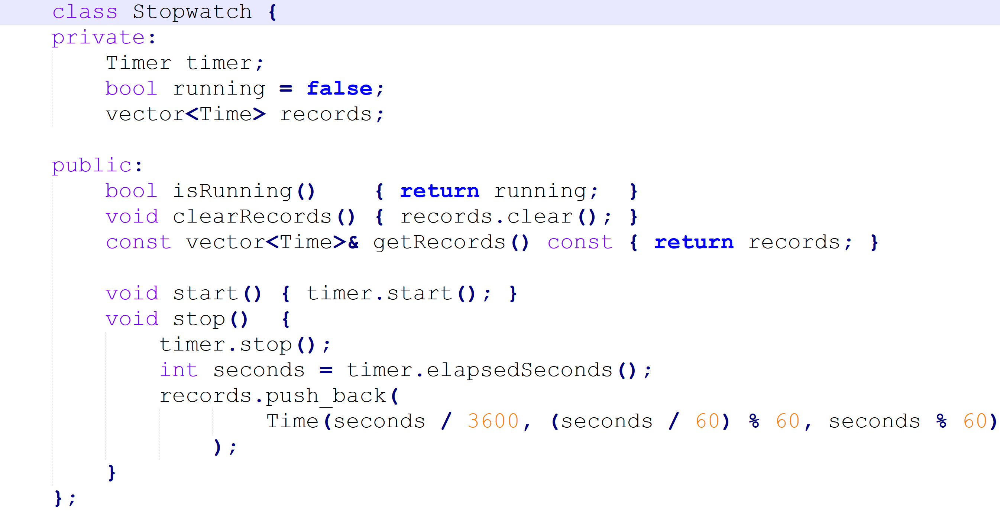 class Stopwatch {
private:
    Timer timer;
    bool running = false;
    vector<Time> records;

public:
    bool isRunning()    { return running;  }
    void clearRecords() { records.clear(); }
    const vector<Time>& getRecords() const { return records; }

    void start() { timer.start(); }
    void stop()  {
        timer.stop();
        int seconds = timer.elapsedSeconds();
        records.push_back(
                Time(seconds / 3600, (seconds / 60) % 60, seconds % 60)
            );
    }
};